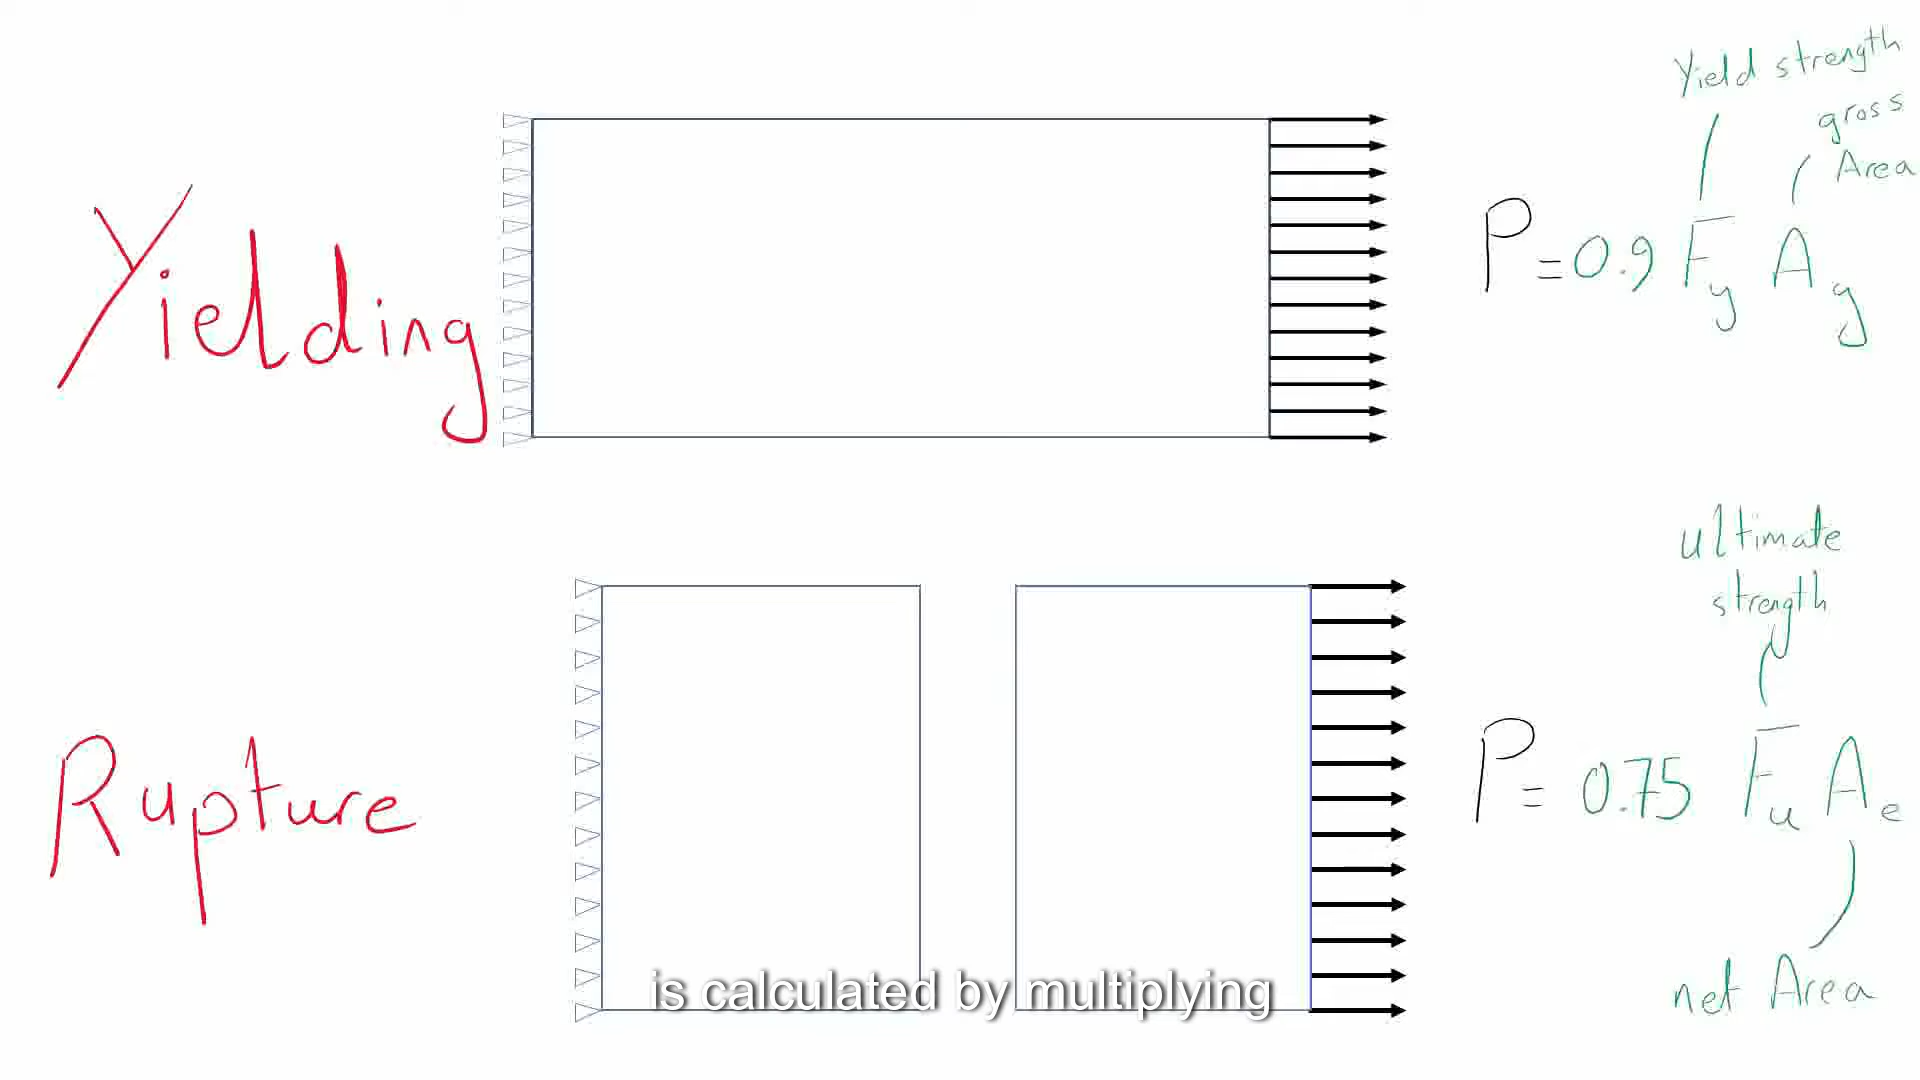 Yield strength
gross
Area
Yielding
P = 0.9 Fy Ag
ultimate
strength
Rupture
P = 0.75 Fu Ae
net Area
is calculated by multiplying